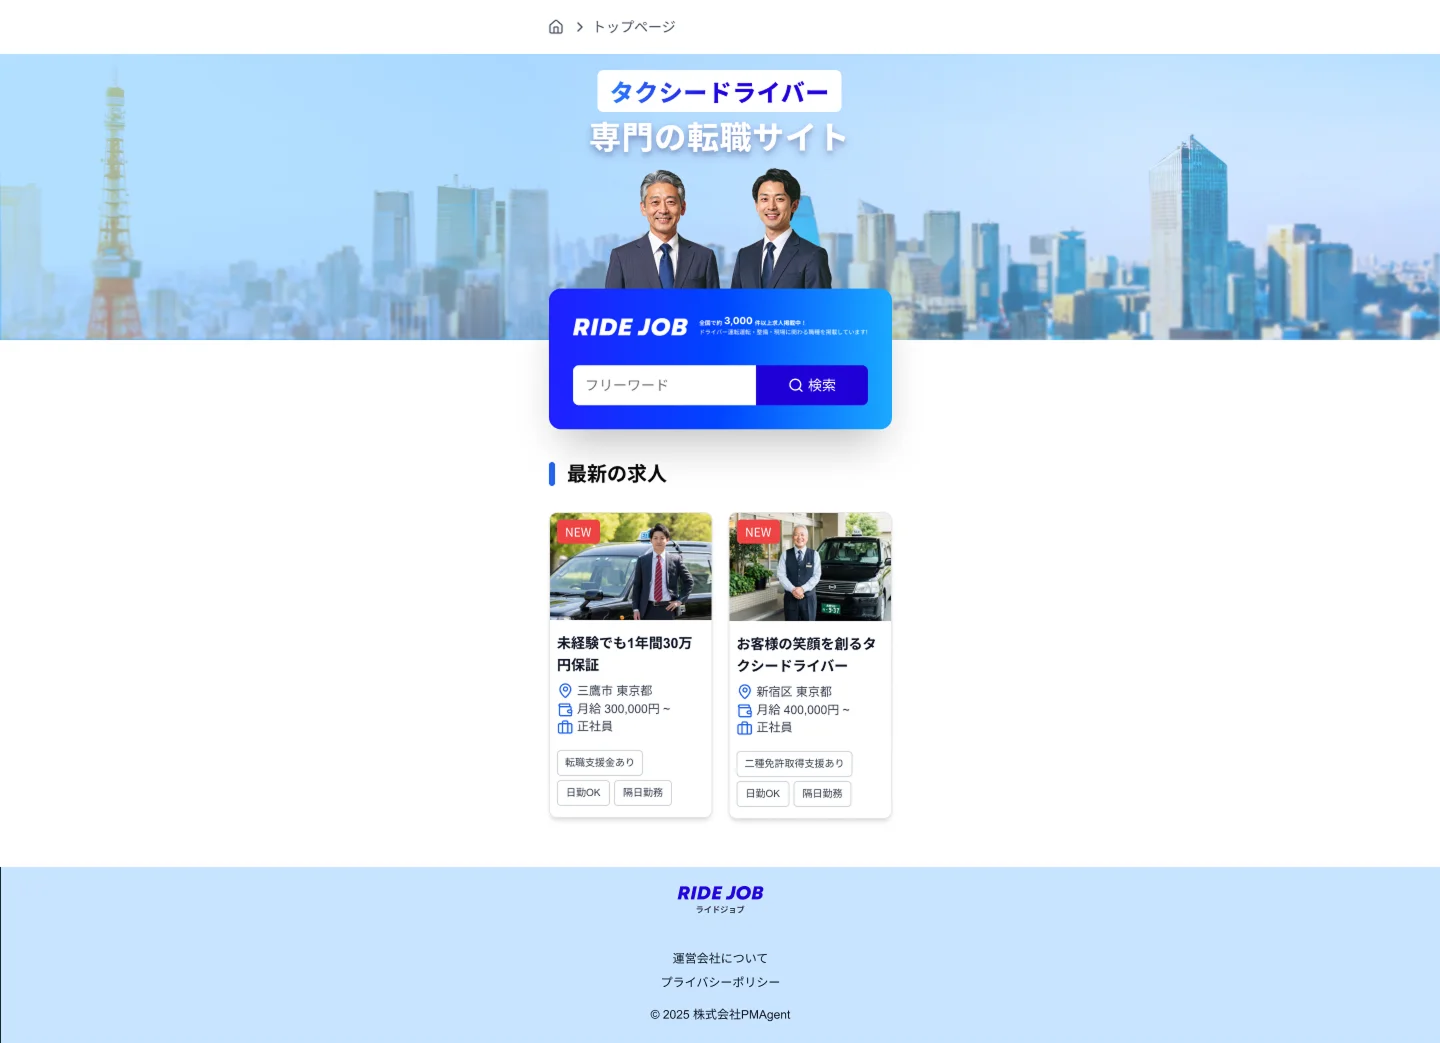 トップページ
タクシードライバー
専門の転職サイト
RIDE JOB
全国で約 3,000 件以上求人掲載中！
ドライバー運転運転・整備・現場に関わる職種を掲載しています!
フリーワード
検索
最新の求人
NEW
未経験でも1年間30万
円保証
三鷹市 東京都
月給 300,000円 ~
正社員
転職支援金あり
日勤OK
隔日勤務
NEW
お客様の笑顔を創るタ
クシードライバー
新宿区 東京都
月給 400,000円 ~
正社員
二種免許取得支援あり
日勤OK
隔日勤務
RIDE JOB
ライドジョブ
運営会社について
プライバシーポリシー
© 2025 株式会社PMAgent